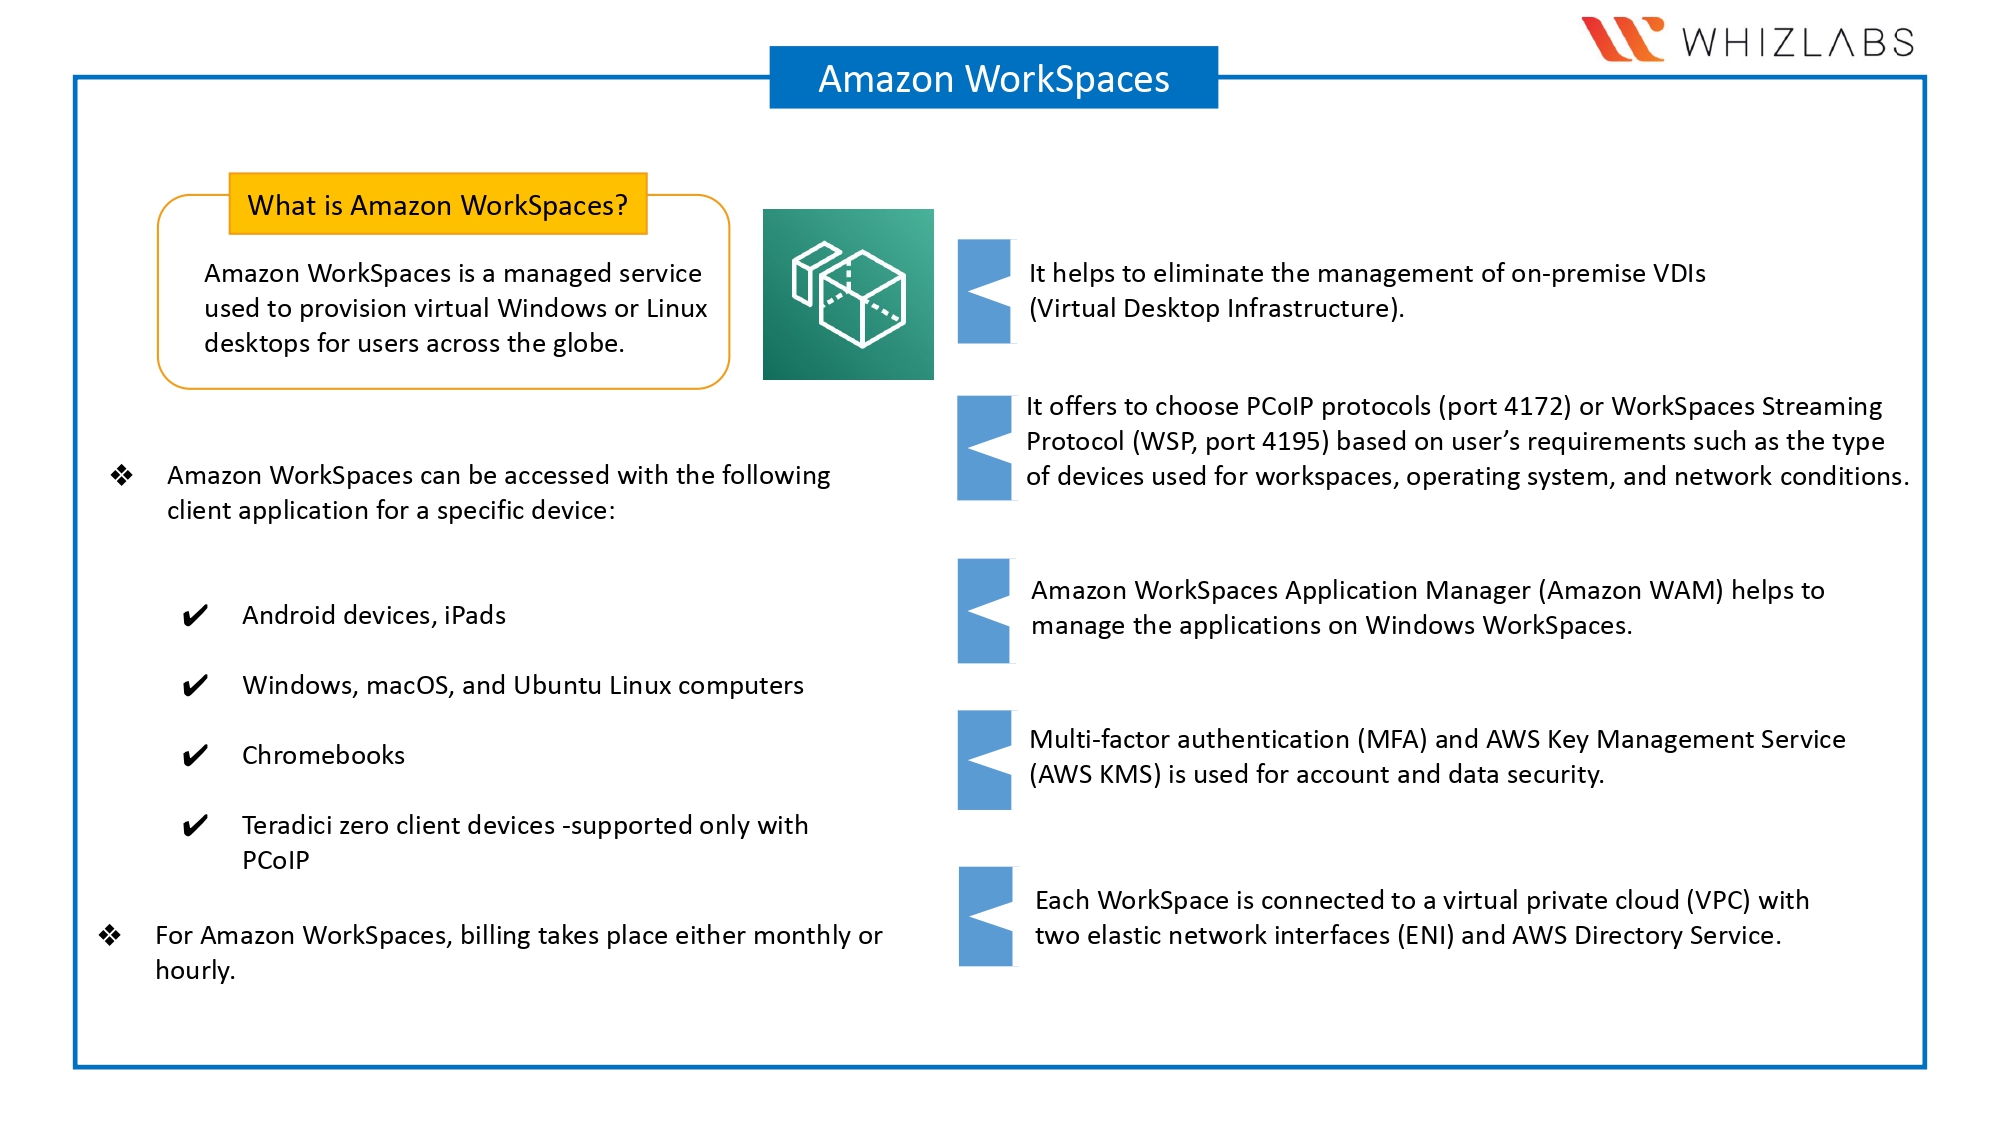 WHIZLABS
Amazon WorkSpaces
What is Amazon WorkSpaces?
Amazon WorkSpaces is a managed service
used to provision virtual Windows or Linux
desktops for users across the globe.
❖ Amazon WorkSpaces can be accessed with the following
client application for a specific device:
✔ Android devices, iPads
✔ Windows, macOS, and Ubuntu Linux computers
✔ Chromebooks
✔ Teradici zero client devices -supported only with
PCoIP
❖ For Amazon WorkSpaces, billing takes place either monthly or
hourly.
It helps to eliminate the management of on-premise VDIs
(Virtual Desktop Infrastructure).
It offers to choose PCoIP protocols (port 4172) or WorkSpaces Streaming
Protocol (WSP, port 4195) based on user’s requirements such as the type
of devices used for workspaces, operating system, and network conditions.
Amazon WorkSpaces Application Manager (Amazon WAM) helps to
manage the applications on Windows WorkSpaces.
Multi-factor authentication (MFA) and AWS Key Management Service
(AWS KMS) is used for account and data security.
Each WorkSpace is connected to a virtual private cloud (VPC) with
two elastic network interfaces (ENI) and AWS Directory Service.